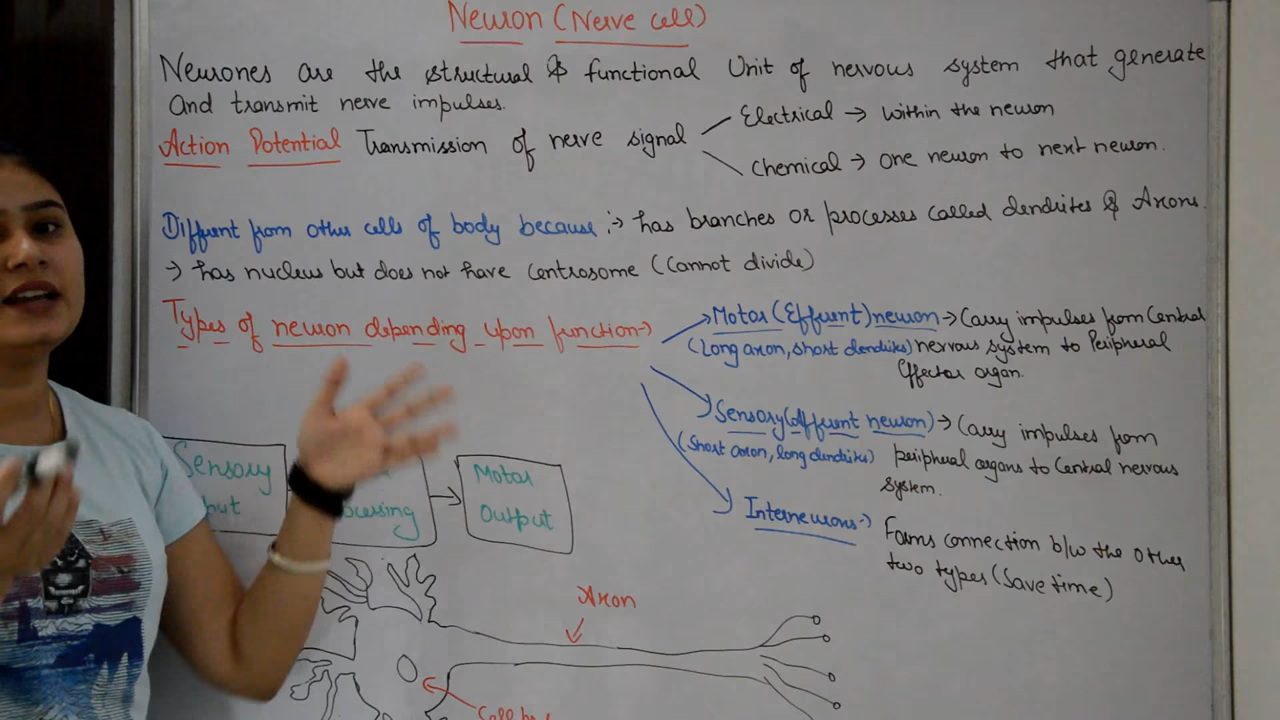 Neuron (Nerve cell)
Neurones are the structural & functional Unit of nervous system that generate
and transmit nerve impulses.
Action Potential Transmission of nerve signal
Electrical → within the neuron
Chemical → one neuron to next neuron.
Different from other cells of body because :→ has branches or processes called dendrites & Axons.
→ has nucleus but does not have Centrosome (Cannot divide)
Types of neuron depending upon function→
Motor (Efferent) neuron → Carry impulses from Central
(Long axon, short dendrites) nervous system to Peripheral
Effector organ.
Sensory (afferent neuron) → Carry impulses from
(Short axon, long dendrites) peripheral organs to Central nervous
system.
Interneurons→ Forms connection b/w the other
two types (Save time)
Sensory
Motor
Output
Axon